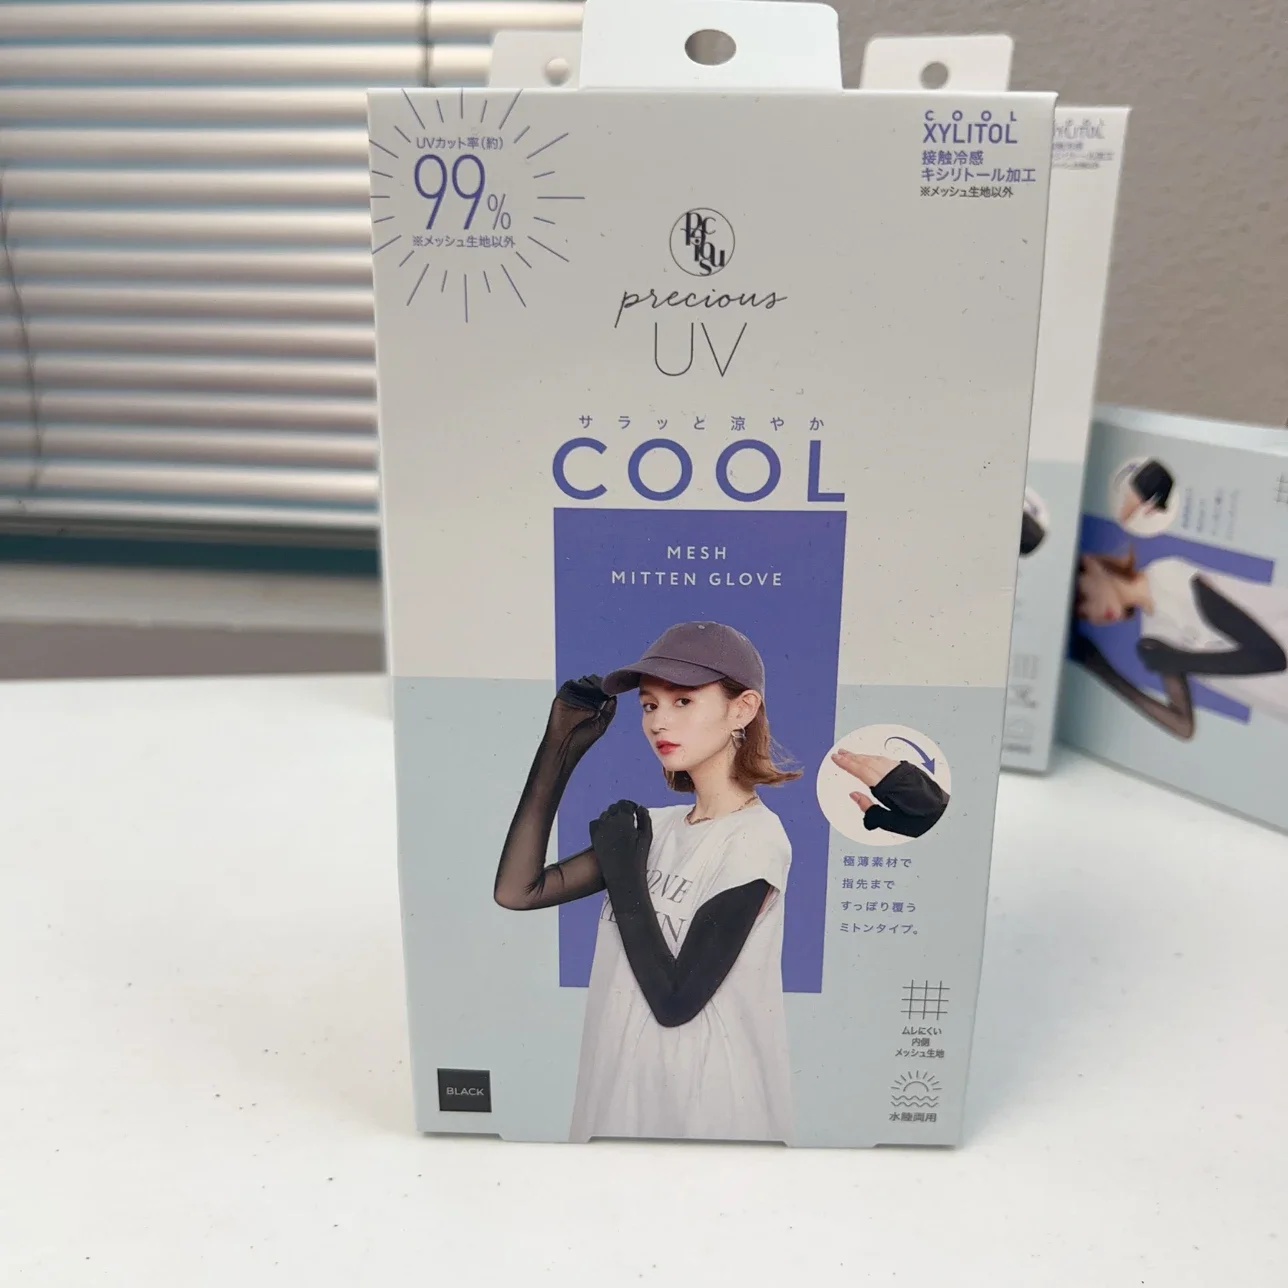 UVカット率(約)
99%
※メッシュ生地以外
COOL
XYLITOL
接触冷感
キシリトール加工
※メッシュ生地以外
precious
precious
UV
サラッと涼やか
COOL
MESH
MITTEN GLOVE
極薄素材で
指先まで
すっぽり覆う
ミトンタイプ。
ムレにくい
内側
メッシュ生地
水陸両用
BLACK